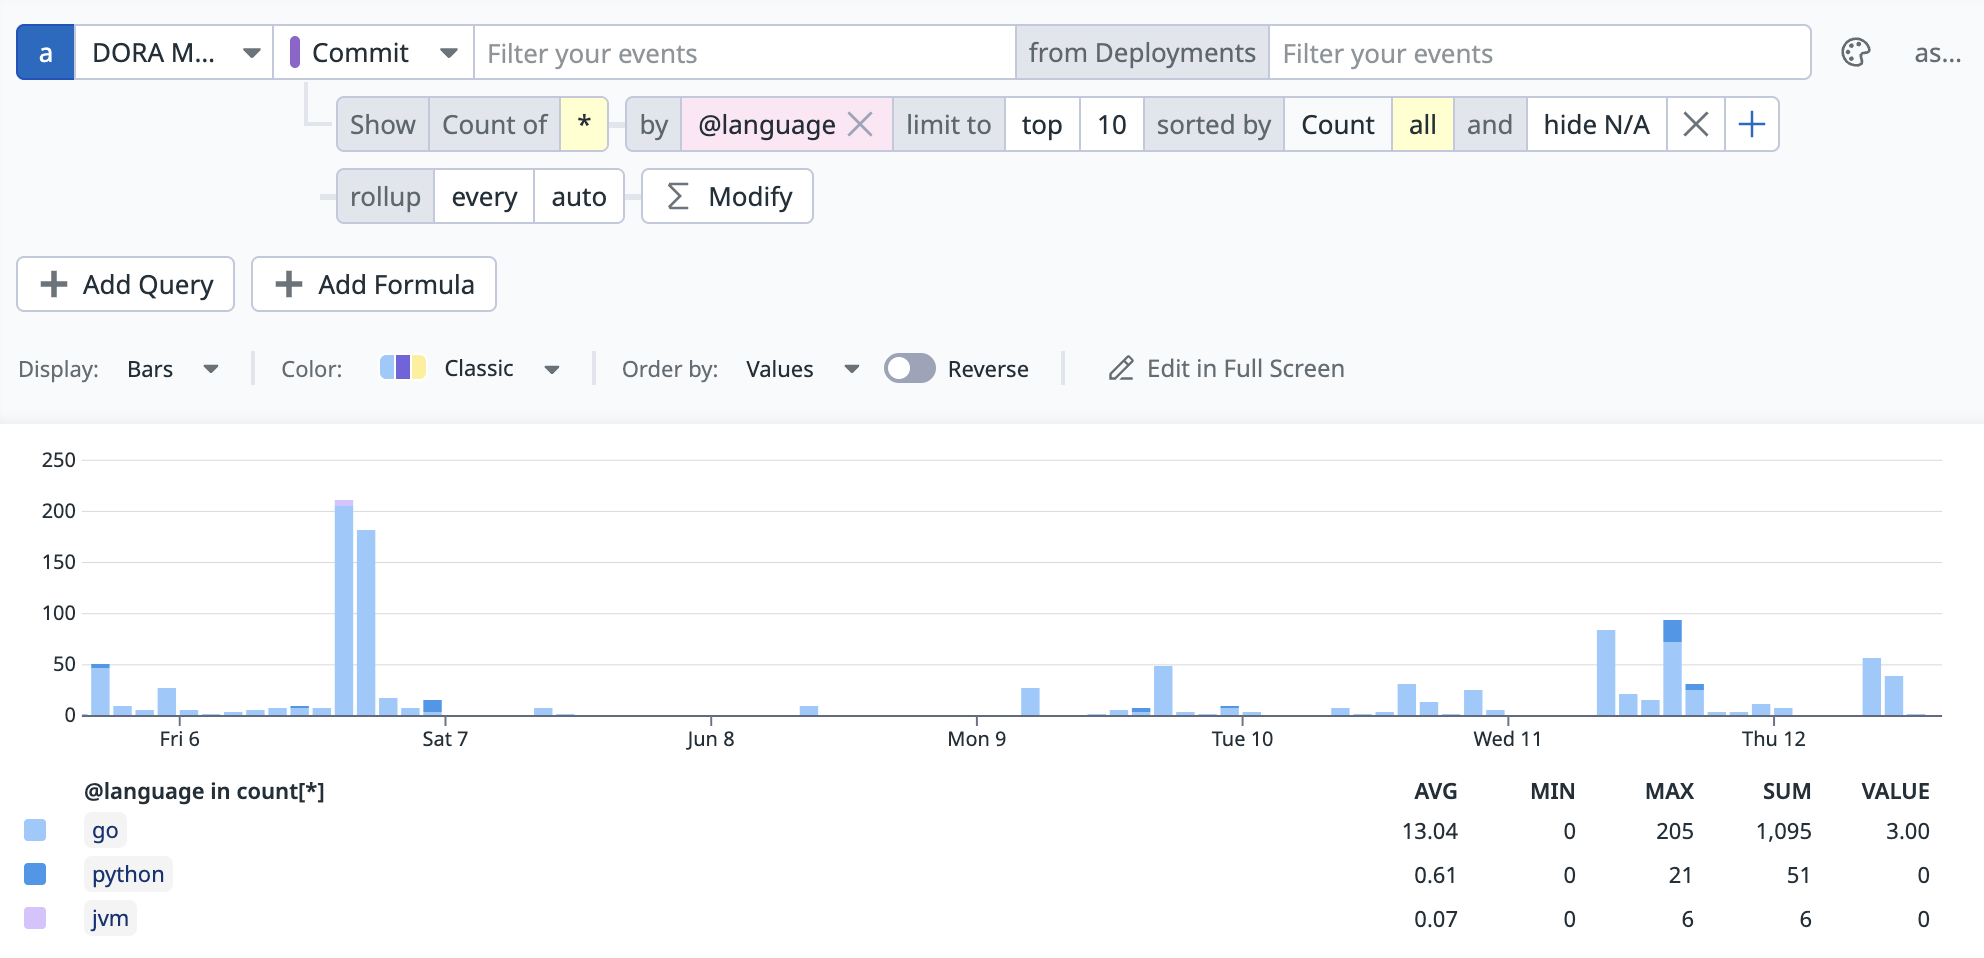 a DORA M... Commit Filter your events from Deployments Filter your events as...
Show Count of * by @language limit to top 10 sorted by Count all and hide N/A
rollup every auto Σ Modify
Add Query Add Formula
Display: Bars Color: Classic Order by: Values Reverse Edit in Full Screen
250
200
150
100
50
0
Fri 6 Sat 7 Jun 8 Mon 9 Tue 10 Wed 11 Thu 12
@language in count[*] AVG MIN MAX SUM VALUE
go 13.04 0 205 1,095 3.00
python 0.61 0 21 51 0
jvm 0.07 0 6 6 0